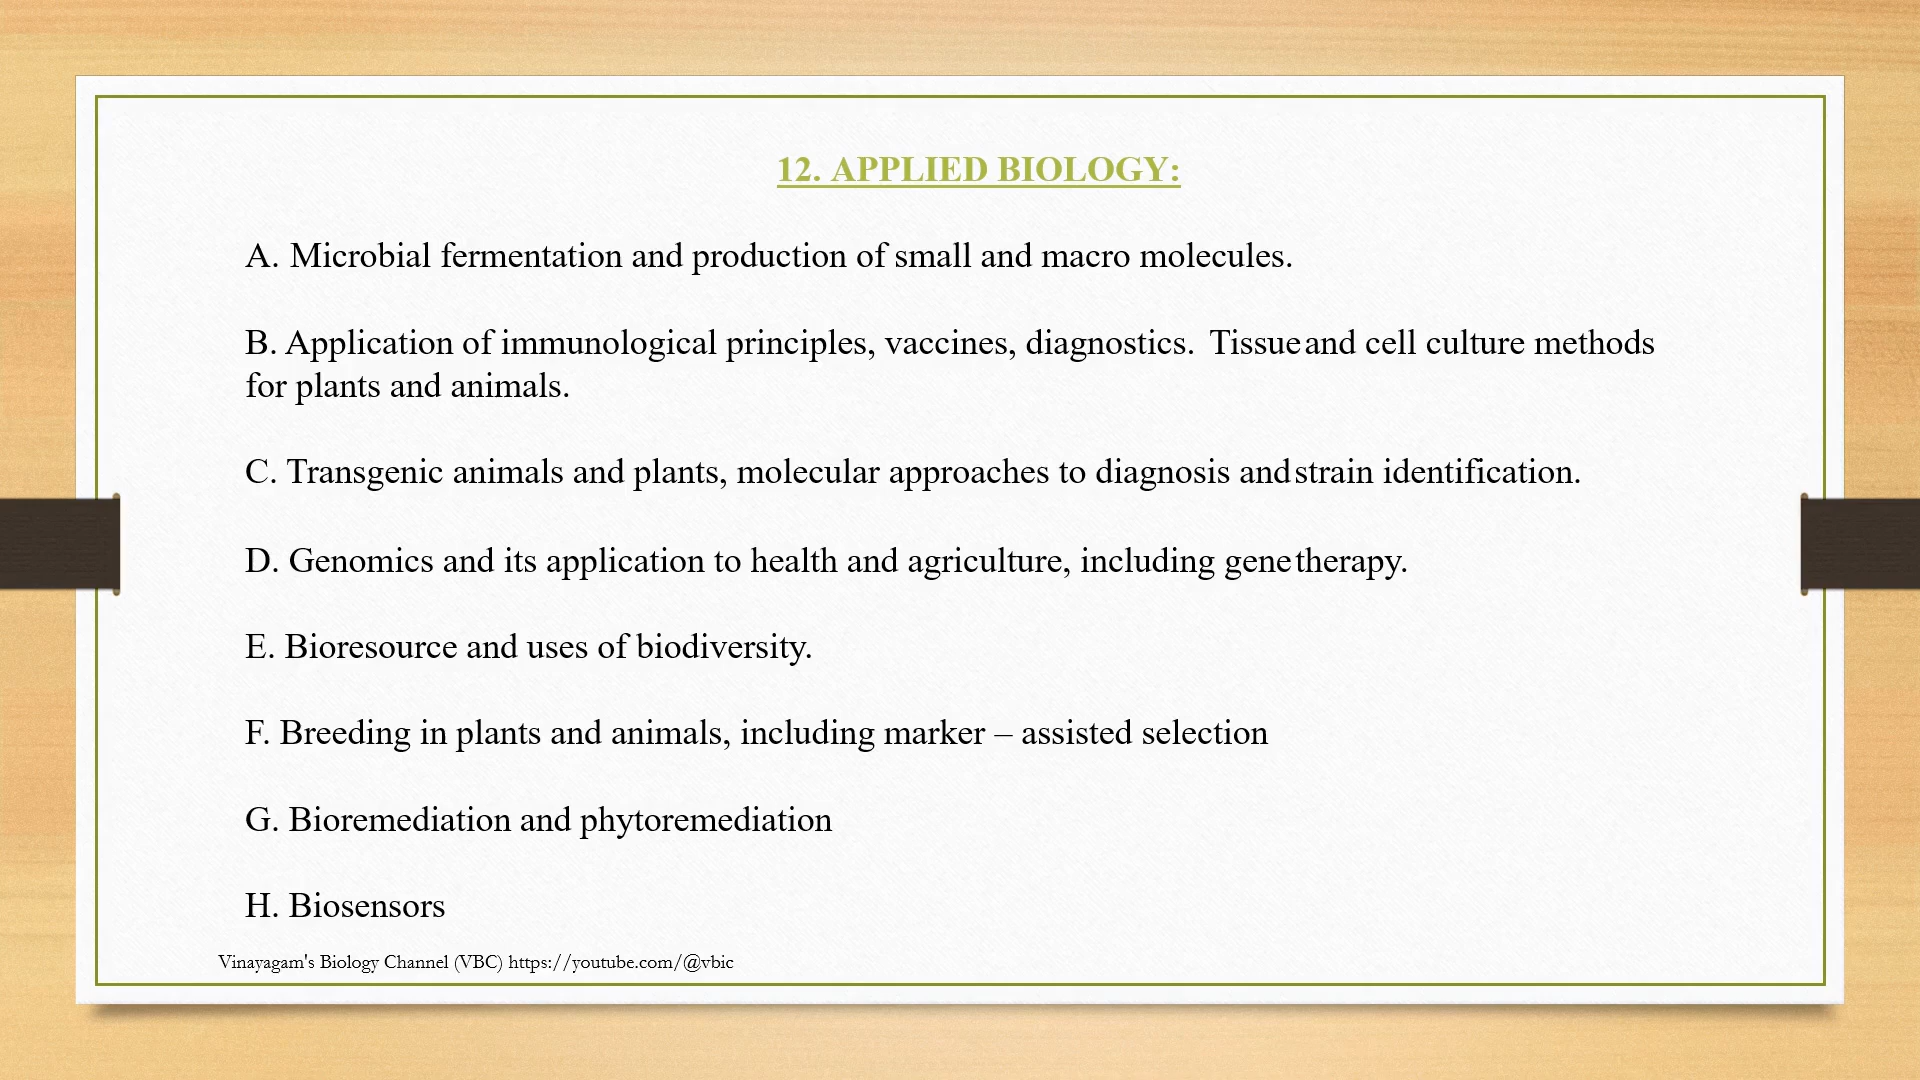 12. APPLIED BIOLOGY:
A. Microbial fermentation and production of small and macro molecules.
B. Application of immunological principles, vaccines, diagnostics.  Tissue and cell culture methods
for plants and animals.
C. Transgenic animals and plants, molecular approaches to diagnosis and strain identification.
D. Genomics and its application to health and agriculture, including gene therapy.
E. Bioresource and uses of biodiversity.
F. Breeding in plants and animals, including marker – assisted selection
G. Bioremediation and phytoremediation
H. Biosensors
Vinayagam's Biology Channel (VBC) https://youtube.com/@vbic